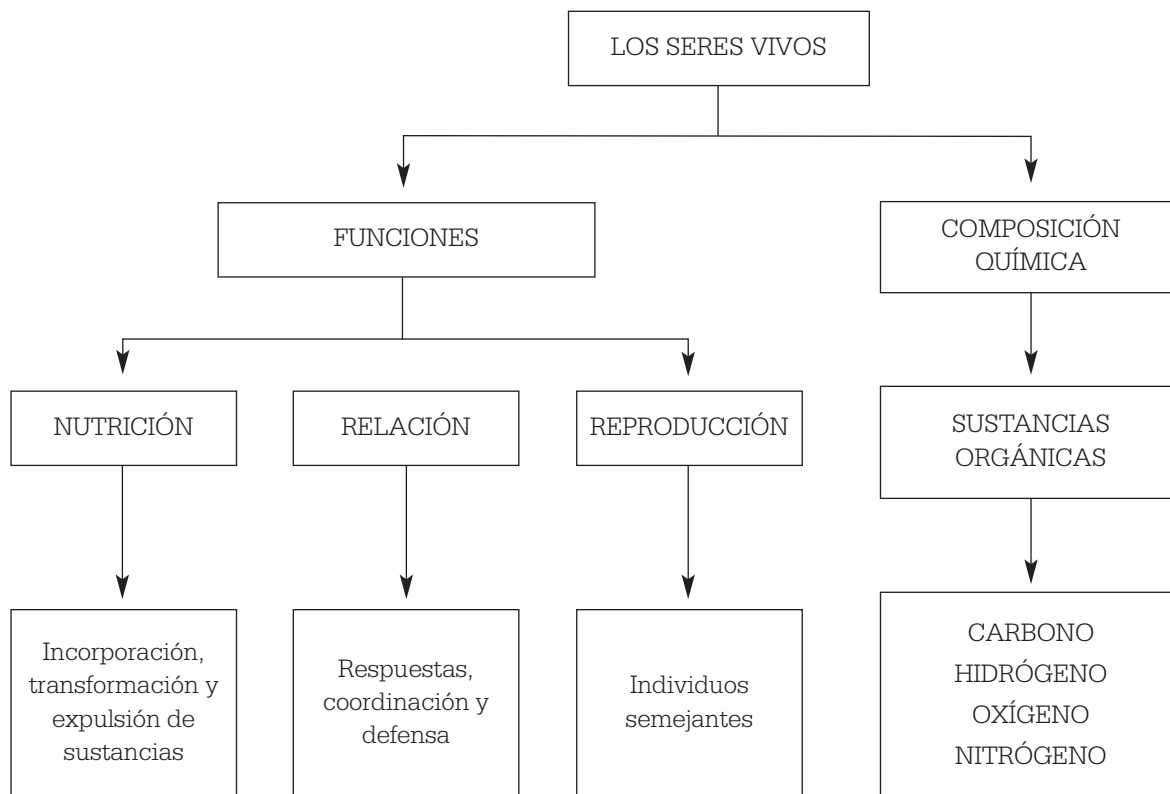 LOS SERES VIVOS
FUNCIONES
COMPOSICIÓN
QUÍMICA
NUTRICIÓN
RELACIÓN
REPRODUCCIÓN
SUSTANCIAS
ORGÁNICAS
Incorporación,
transformación y
expulsión de
sustancias
Respuestas,
coordinación y
defensa
Individuos
semejantes
CARBONO
HIDRÓGENO
OXÍGENO
NITRÓGENO